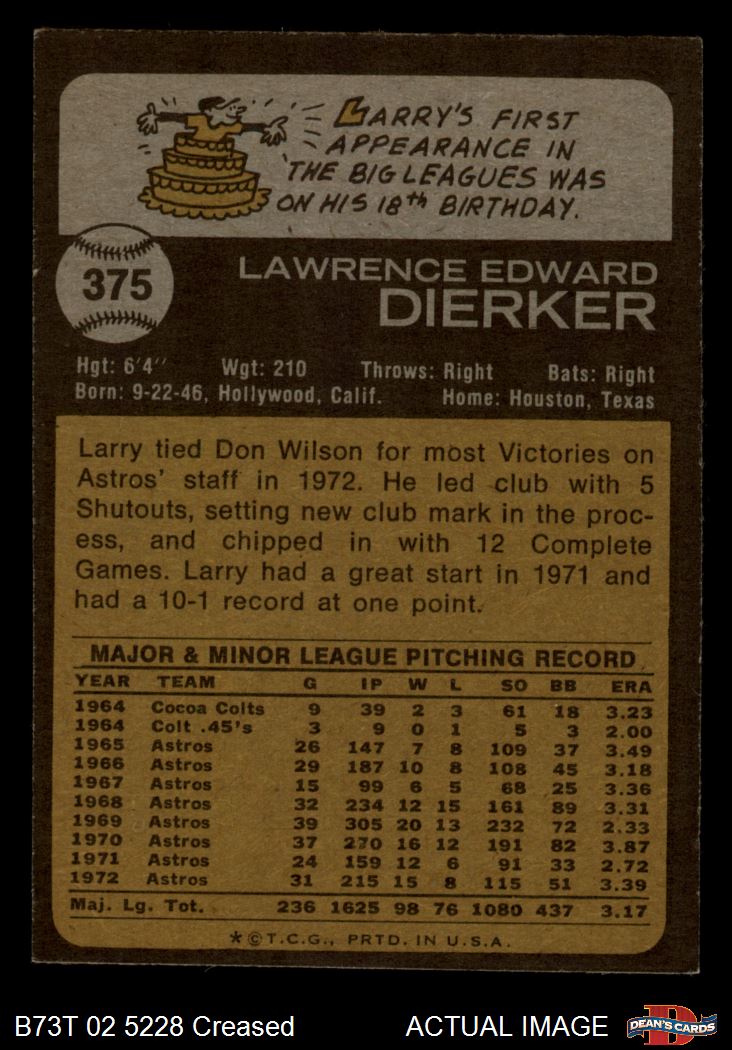 LARRY'S FIRST
APPEARANCE IN
THE BIG LEAGUES WAS
ON HIS 18th BIRTHDAY.
375
LAWRENCE EDWARD
DIERKER
Hgt: 6'4" Wgt: 210 Throws: Right Bats: Right
Born: 9-22-46, Hollywood, Calif. Home: Houston, Texas
Larry tied Don Wilson for most Victories on
Astros' staff in 1972. He led club with 5
Shutouts, setting new club mark in the proc-
ess, and chipped in with 12 Complete
Games. Larry had a great start in 1971 and
had a 10-1 record at one point.
MAJOR & MINOR LEAGUE PITCHING RECORD
YEAR TEAM G IP W L SO BB ERA
1964 Cocoa Colts 9 39 2 3 61 18 3.23
1964 Colt .45's 3 9 0 1 5 3 2.00
1965 Astros 26 147 7 8 109 37 3.49
1966 Astros 29 187 10 8 108 45 3.18
1967 Astros 15 99 6 5 68 25 3.36
1968 Astros 32 234 12 15 161 89 3.31
1969 Astros 39 305 20 13 232 72 2.33
1970 Astros 37 270 16 12 191 82 3.87
1971 Astros 24 159 12 6 91 33 2.72
1972 Astros 31 215 15 8 115 51 3.39
Maj. Lg. Tot. 236 1625 98 76 1080 437 3.17
*©T.C.G., PRTD. IN U.S.A.
B73T 02 5228 Creased ACTUAL IMAGE D DEAN'S CARDS